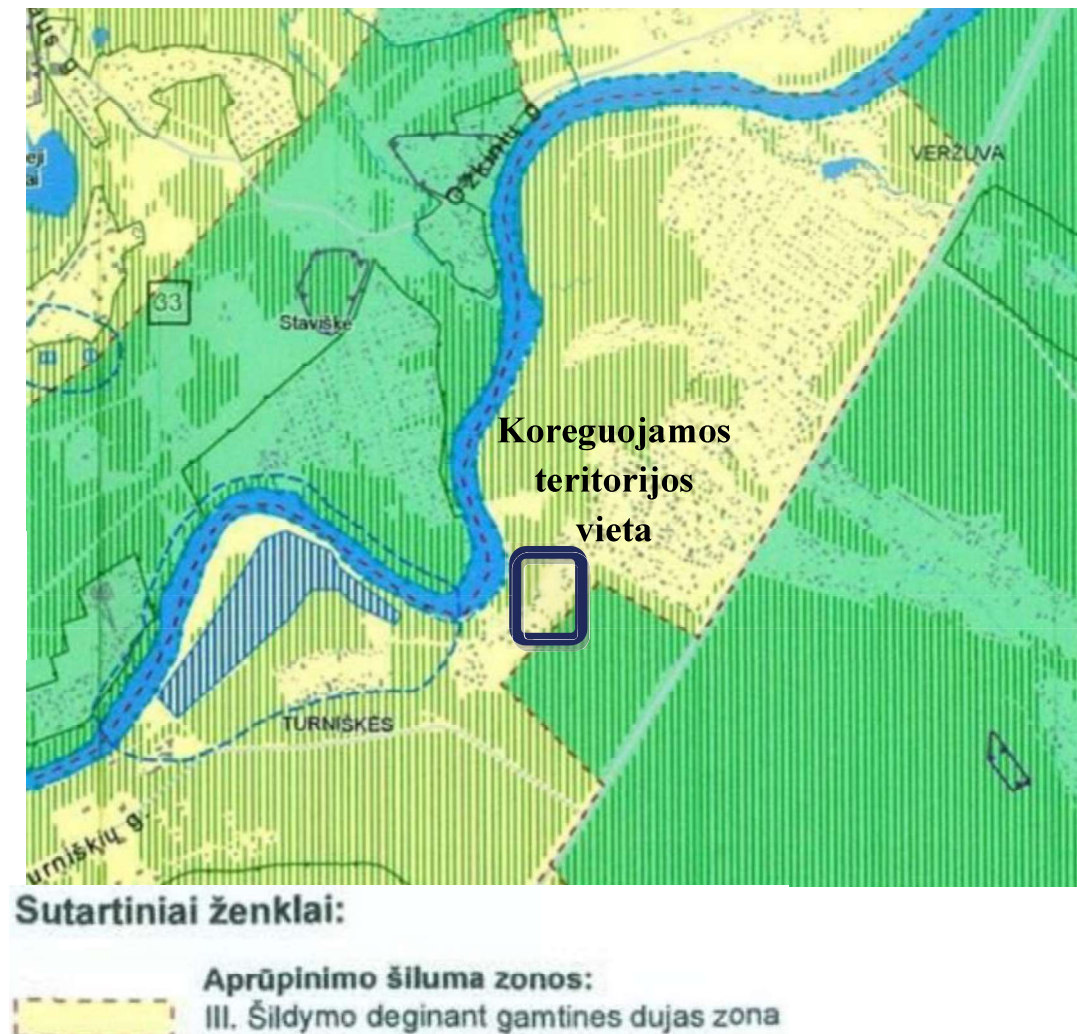 Ožkinių g.
VERŽUVA
33
Staviškė
Koreguojamos
teritorijos
vieta
TURNIŠKĖS
urniškių g.
Sutartiniai ženklai:
Aprūpinimo šiluma zonos:
III. Šildymo deginant gamtines dujas zona